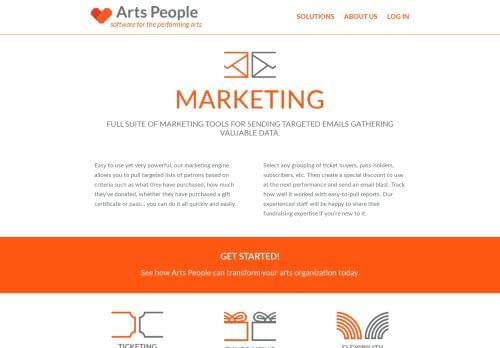 Arts People
software for the performing arts
SOLUTIONS ABOUT US LOG IN
MARKETING
FULL SUITE OF MARKETING TOOLS FOR SENDING TARGETED EMAILS GATHERING
VALUABLE DATA.
Easy to use yet very powerful, our marketing engine
allows you to pull targeted lists of patrons based on
criteria such as what they have purchased, how much
they've donated, whether they have purchased a gift
certificate or pass... you can do it all quickly and easily.
Select any grouping of ticket buyers, pass-holders,
subscribers, etc. Then create a special discount to use
at the next performance and send an email blast. Track
how well it worked with easy-to-pull reports. Our
experienced staff will be happy to share their
fundraising expertise if you're new to it.
GET STARTED!
See how Arts People can transform your arts organization today.
TICKETING